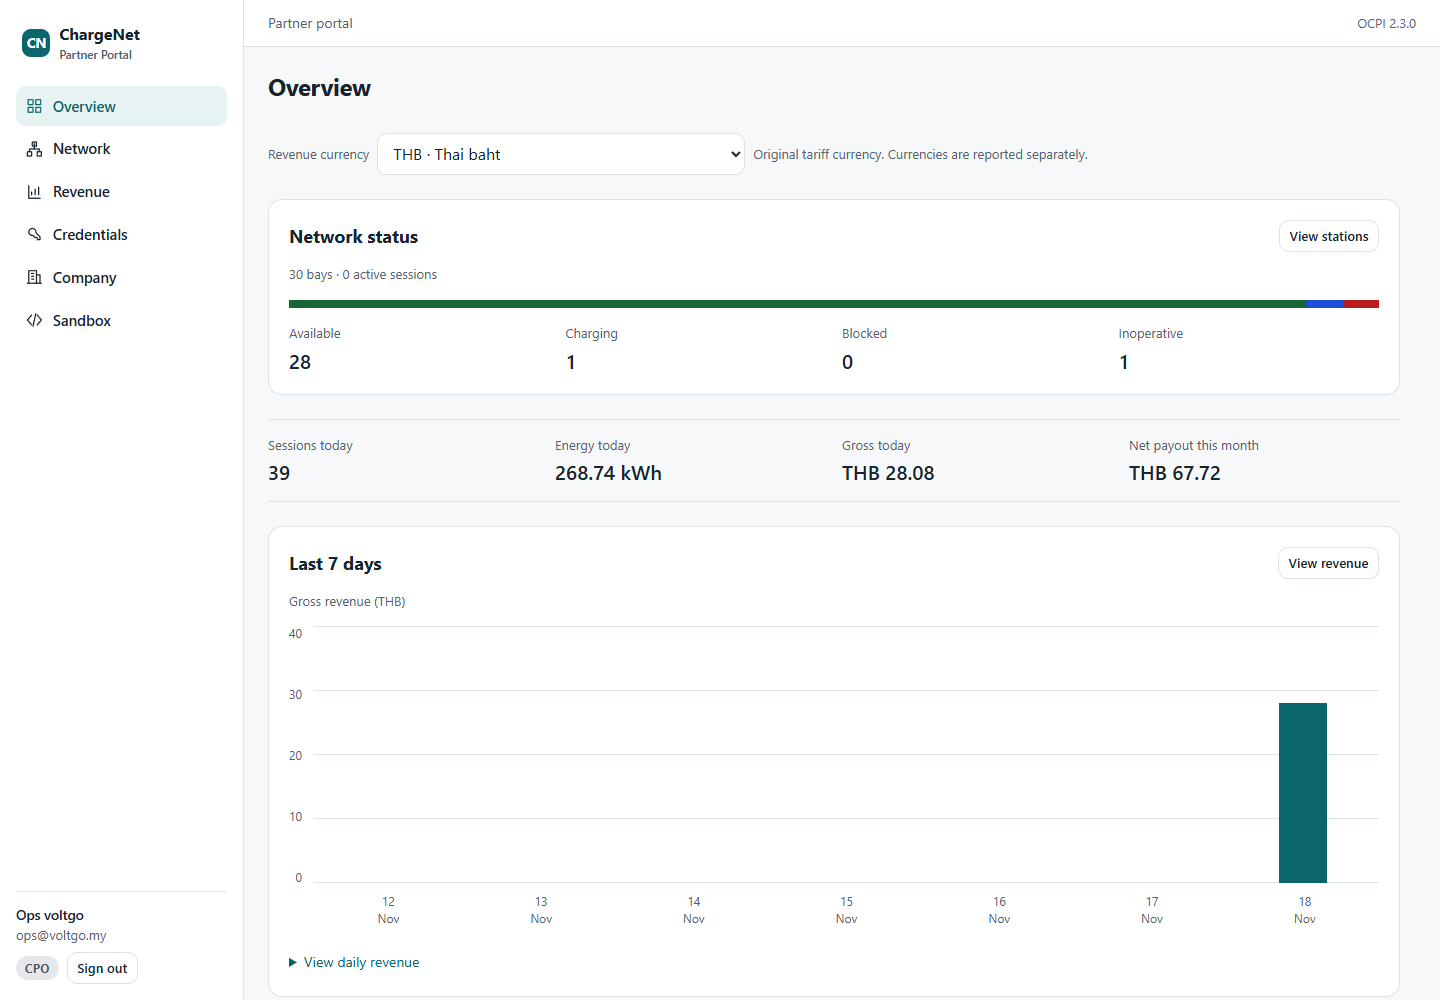 CN
ChargeNet
Partner Portal
Overview
Network
Revenue
Credentials
Company
Sandbox
Ops voltgo
ops@voltgo.my
CPO
Sign out
Partner portal
OCPI 2.3.0
Overview
Revenue currency
THB · Thai baht
Original tariff currency. Currencies are reported separately.
Network status
View stations
30 bays · 0 active sessions
Available
Charging
Blocked
Inoperative
28
1
0
1
Sessions today
Energy today
Gross today
Net payout this month
39
268.74 kWh
THB 28.08
THB 67.72
Last 7 days
View revenue
Gross revenue (THB)
40
30
20
10
0
12 Nov
13 Nov
14 Nov
15 Nov
16 Nov
17 Nov
18 Nov
View daily revenue